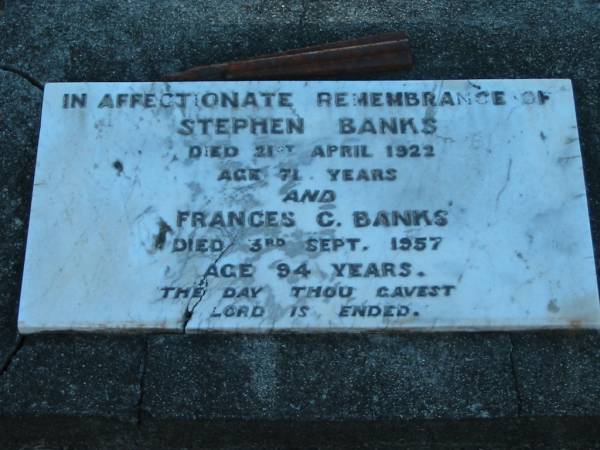 IN AFFECTIONATE REMEMBRANCE OF
STEPHEN BANKS
DIED 21ST APRIL 1922
AGE 71 YEARS
AND
FRANCES C. BANKS
DIED 3RD SEPT. 1957
AGE 94 YEARS.
THE DAY THOU GAVEST
LORD IS ENDED.